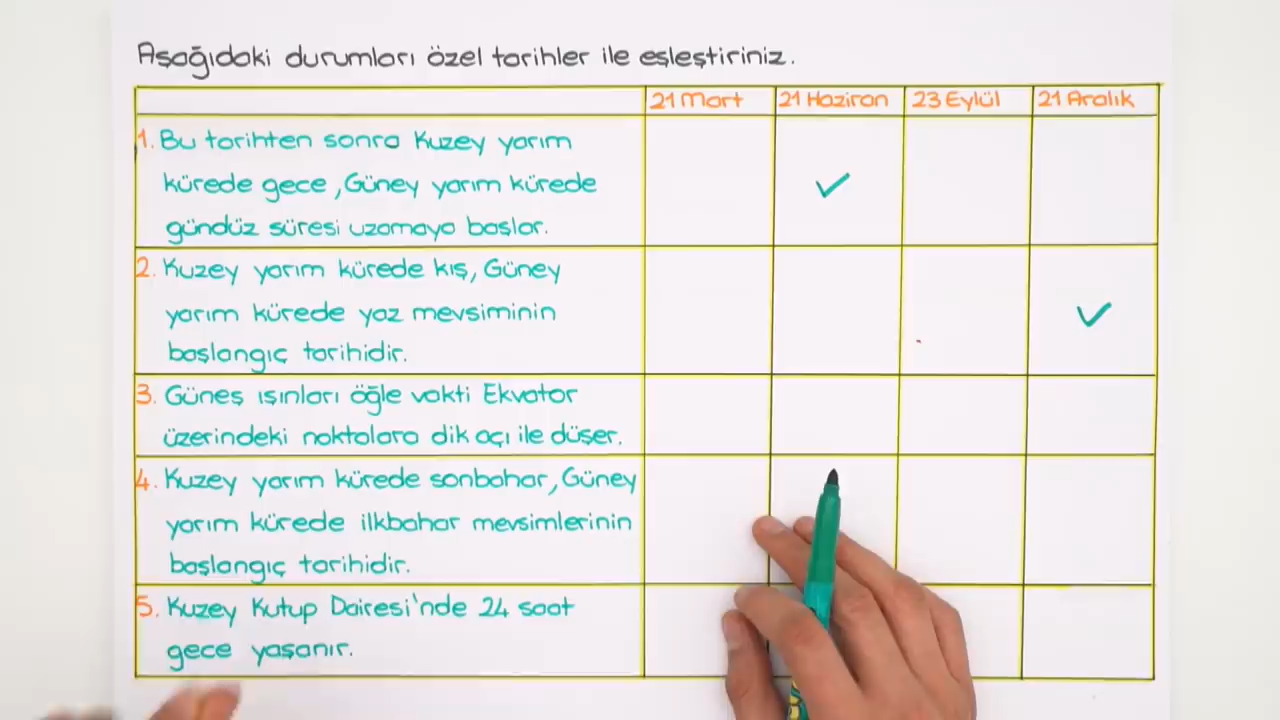 Aşağıdaki durumları özel tarihler ile eşleştiriniz.
21 Mart 21 Haziran 23 Eylül 21 Aralık
1. Bu tarihten sonra Kuzey yarım
kürede gece, Güney yarım kürede
gündüz süresi uzamaya başlar.
2. Kuzey yarım kürede kış, Güney
yarım kürede yaz mevsiminin
başlangıç tarihidir.
3. Güneş ışınları öğle vakti Ekvator
üzerindeki noktalara dik açı ile düşer.
4. Kuzey yarım kürede sonbahar, Güney
yarım kürede ilkbahar mevsimlerinin
başlangıç tarihidir.
5. Kuzey Kutup Dairesi'nde 24 saat
gece yaşanır.